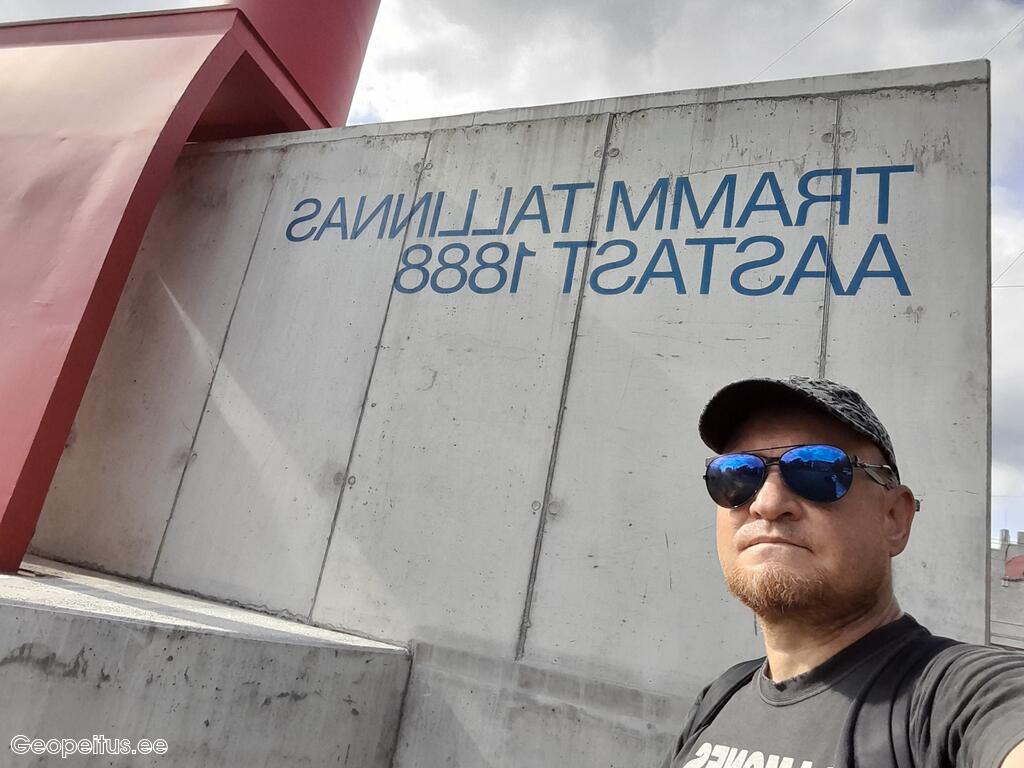 TRAMM TALLINNAS
AASTAST 1888
Geopeitus.ee